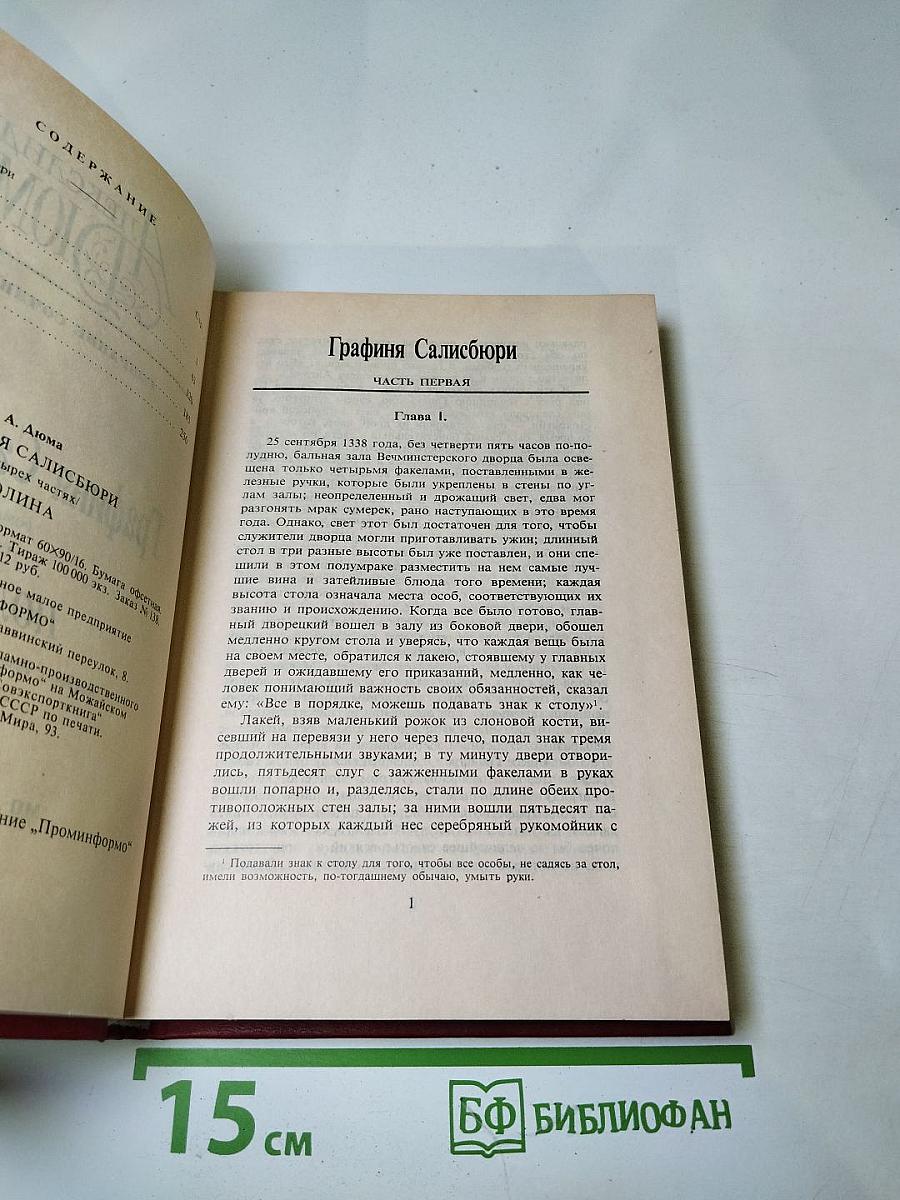 СОДЕРЖАНИЕ
А. Дюма
Я САЛИСБЮРИ
ырех частях/
ОЛИНА
ормат 60×90/16. Бумага офсетная.
Тираж 100 000 экз. Заказ № 138.
12 руб.
ное малое предприятие
ФОРМО“
аввинский переулок, 8.
ламно-производственного
формо“ на Можайском
овэкспорткнига“
СССР по печати.
Мира, 93.
ние „Проминформо“
Графиня Салисбюри
ЧАСТЬ ПЕРВАЯ
Глава I.
25 сентября 1338 года, без четверти пять часов по-по-
лудню, бальная зала Вечминстерского дворца была осве-
щена только четырьмя факелами, поставленными в же-
лезные ручки, которые были укреплены в стены по уг-
лам залы; неопределенный и дрожащий свет, едва мог
разгонять мрак сумерек, рано наступающих в это время
года. Однако, свет этот был достаточен для того, чтобы
служители дворца могли приготавливать ужин; длинный
стол в три разные высоты был уже поставлен, и они спе-
шили в этом полумраке разместить на нем самые луч-
шие вина и затейливые блюда того времени; каждая
высота стола означала места особ, соответствующих их
званию и происхождению. Когда все было готово, глав-
ный дворецкий вошел в залу из боковой двери, обошел
медленно кругом стола и уверясь, что каждая вещь была
на своем месте, обратился к лакею, стоявшему у главных
дверей и ожидавшему его приказаний, медленно, как че-
ловек понимающий важность своих обязанностей, сказал
ему: «Все в порядке, можешь подавать знак к столу»¹.
Лакей, взяв маленький рожок из слоновой кости, ви-
севший на перевязи у него через плечо, подал знак тремя
продолжительными звуками; в ту минуту двери отвори-
лись, пятьдесят слуг с зажженными факелами в руках
вошли попарно и, разделясь, стали по длине обеих про-
тивоположных стен залы; за ними вошли пятьдесят па-
жей, из которых каждый нес серебряный рукомойник с
¹ Подавали знак к столу для того, чтобы все особы, не садясь за стол,
имели возможность, по-тогдашнему обычаю, умыть руки.
1
15 см
БФ БИБЛИОФАН